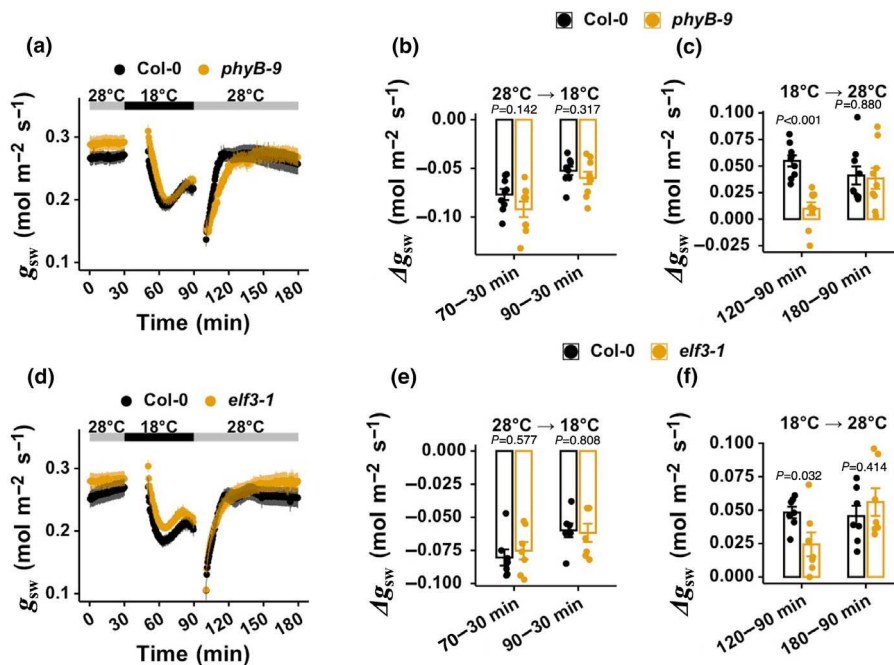 Col-0 phyB-9
(a) Col-0 phyB-9
28°C 18°C 28°C
gsw (mol m⁻² s⁻¹)
0.3
0.2
0.1
0 30 60 90 120 150 180
Time (min)
(b)
28°C → 18°C
P=0.142 P=0.317
Δgsw (mol m⁻² s⁻¹)
0.00
−0.05
−0.10
70−30 min 90−30 min
(c)
18°C → 28°C
P<0.001 P=0.880
Δgsw (mol m⁻² s⁻¹)
0.100
0.075
0.050
0.025
0.000
−0.025
120−90 min 180−90 min
Col-0 elf3-1
(d) Col-0 elf3-1
28°C 18°C 28°C
gsw (mol m⁻² s⁻¹)
0.3
0.2
0.1
0 30 60 90 120 150 180
Time (min)
(e)
28°C → 18°C
P=0.577 P=0.808
Δgsw (mol m⁻² s⁻¹)
0.000
−0.025
−0.050
−0.075
−0.100
70−30 min 90−30 min
(f)
18°C → 28°C
P=0.032 P=0.414
Δgsw (mol m⁻² s⁻¹)
0.100
0.075
0.050
0.025
0.000
120−90 min 180−90 min